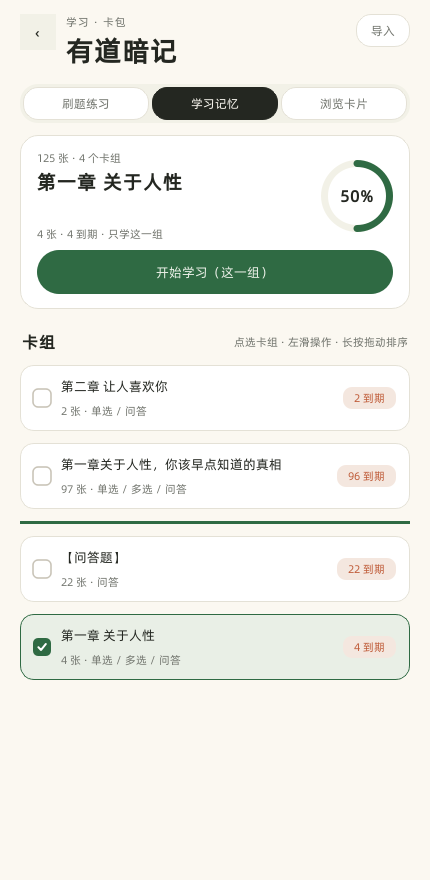 ‹
学习 · 卡包
有道暗记
导入
刷题练习
学习记忆
浏览卡片
125 张 · 4 个卡组
第一章 关于人性
50%
4 张 · 4 到期 · 只学这一组
开始学习（这一组）
卡组
点选卡组 · 左滑操作 · 长按拖动排序
第二章 让人喜欢你
2 张 · 单选 / 问答
2 到期
第一章关于人性，你该早点知道的真相
97 张 · 单选 / 多选 / 问答
96 到期
【问答题】
22 张 · 问答
22 到期
第一章 关于人性
4 张 · 单选 / 多选 / 问答
4 到期